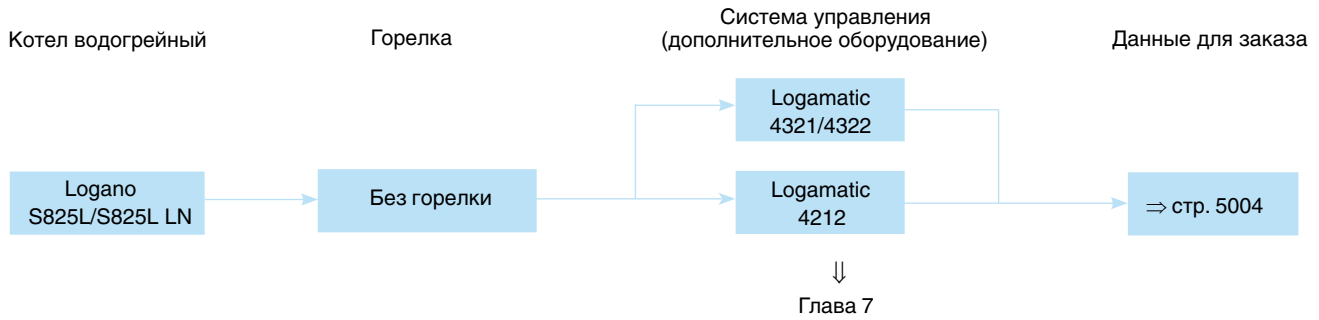 Котел водогрейный
Горелка
Система управления
(дополнительное оборудование)
Данные для заказа
Logano
S825L/S825L LN
Без горелки
Logamatic
4321/4322
Logamatic
4212
⇒ стр. 5004
⇓
Глава 7